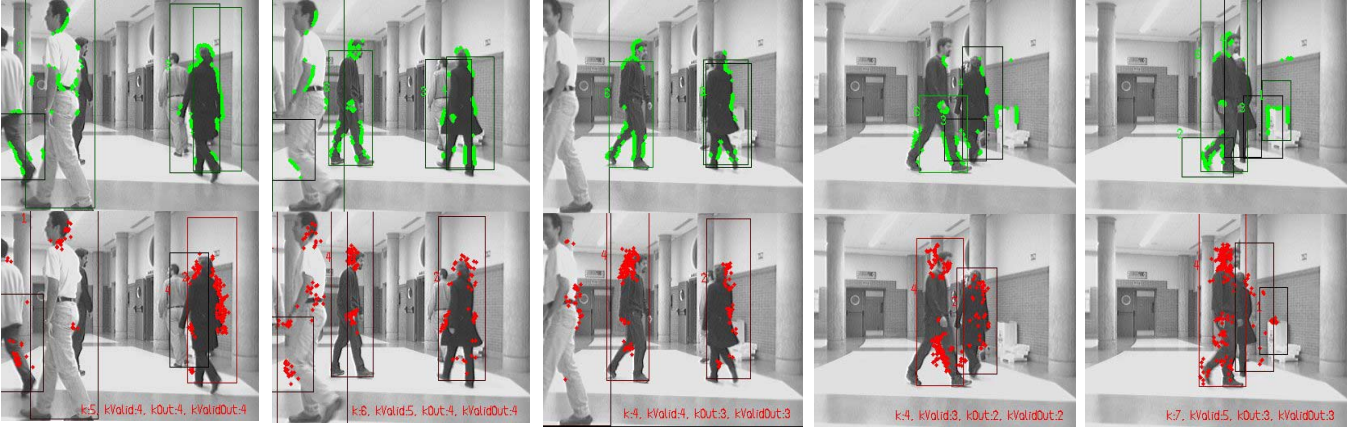 k:5, kValid:4, kOut:4, kValidOut:4
k:6, kValid:5, kOut:4, kValidOut:4
k:4, kValid:4, kOut:3, kValidOut:3
k:4, kValid:3, kOut:2, kValidOut:2
k:7, kValid:5, kOut:3, kValidOut:3